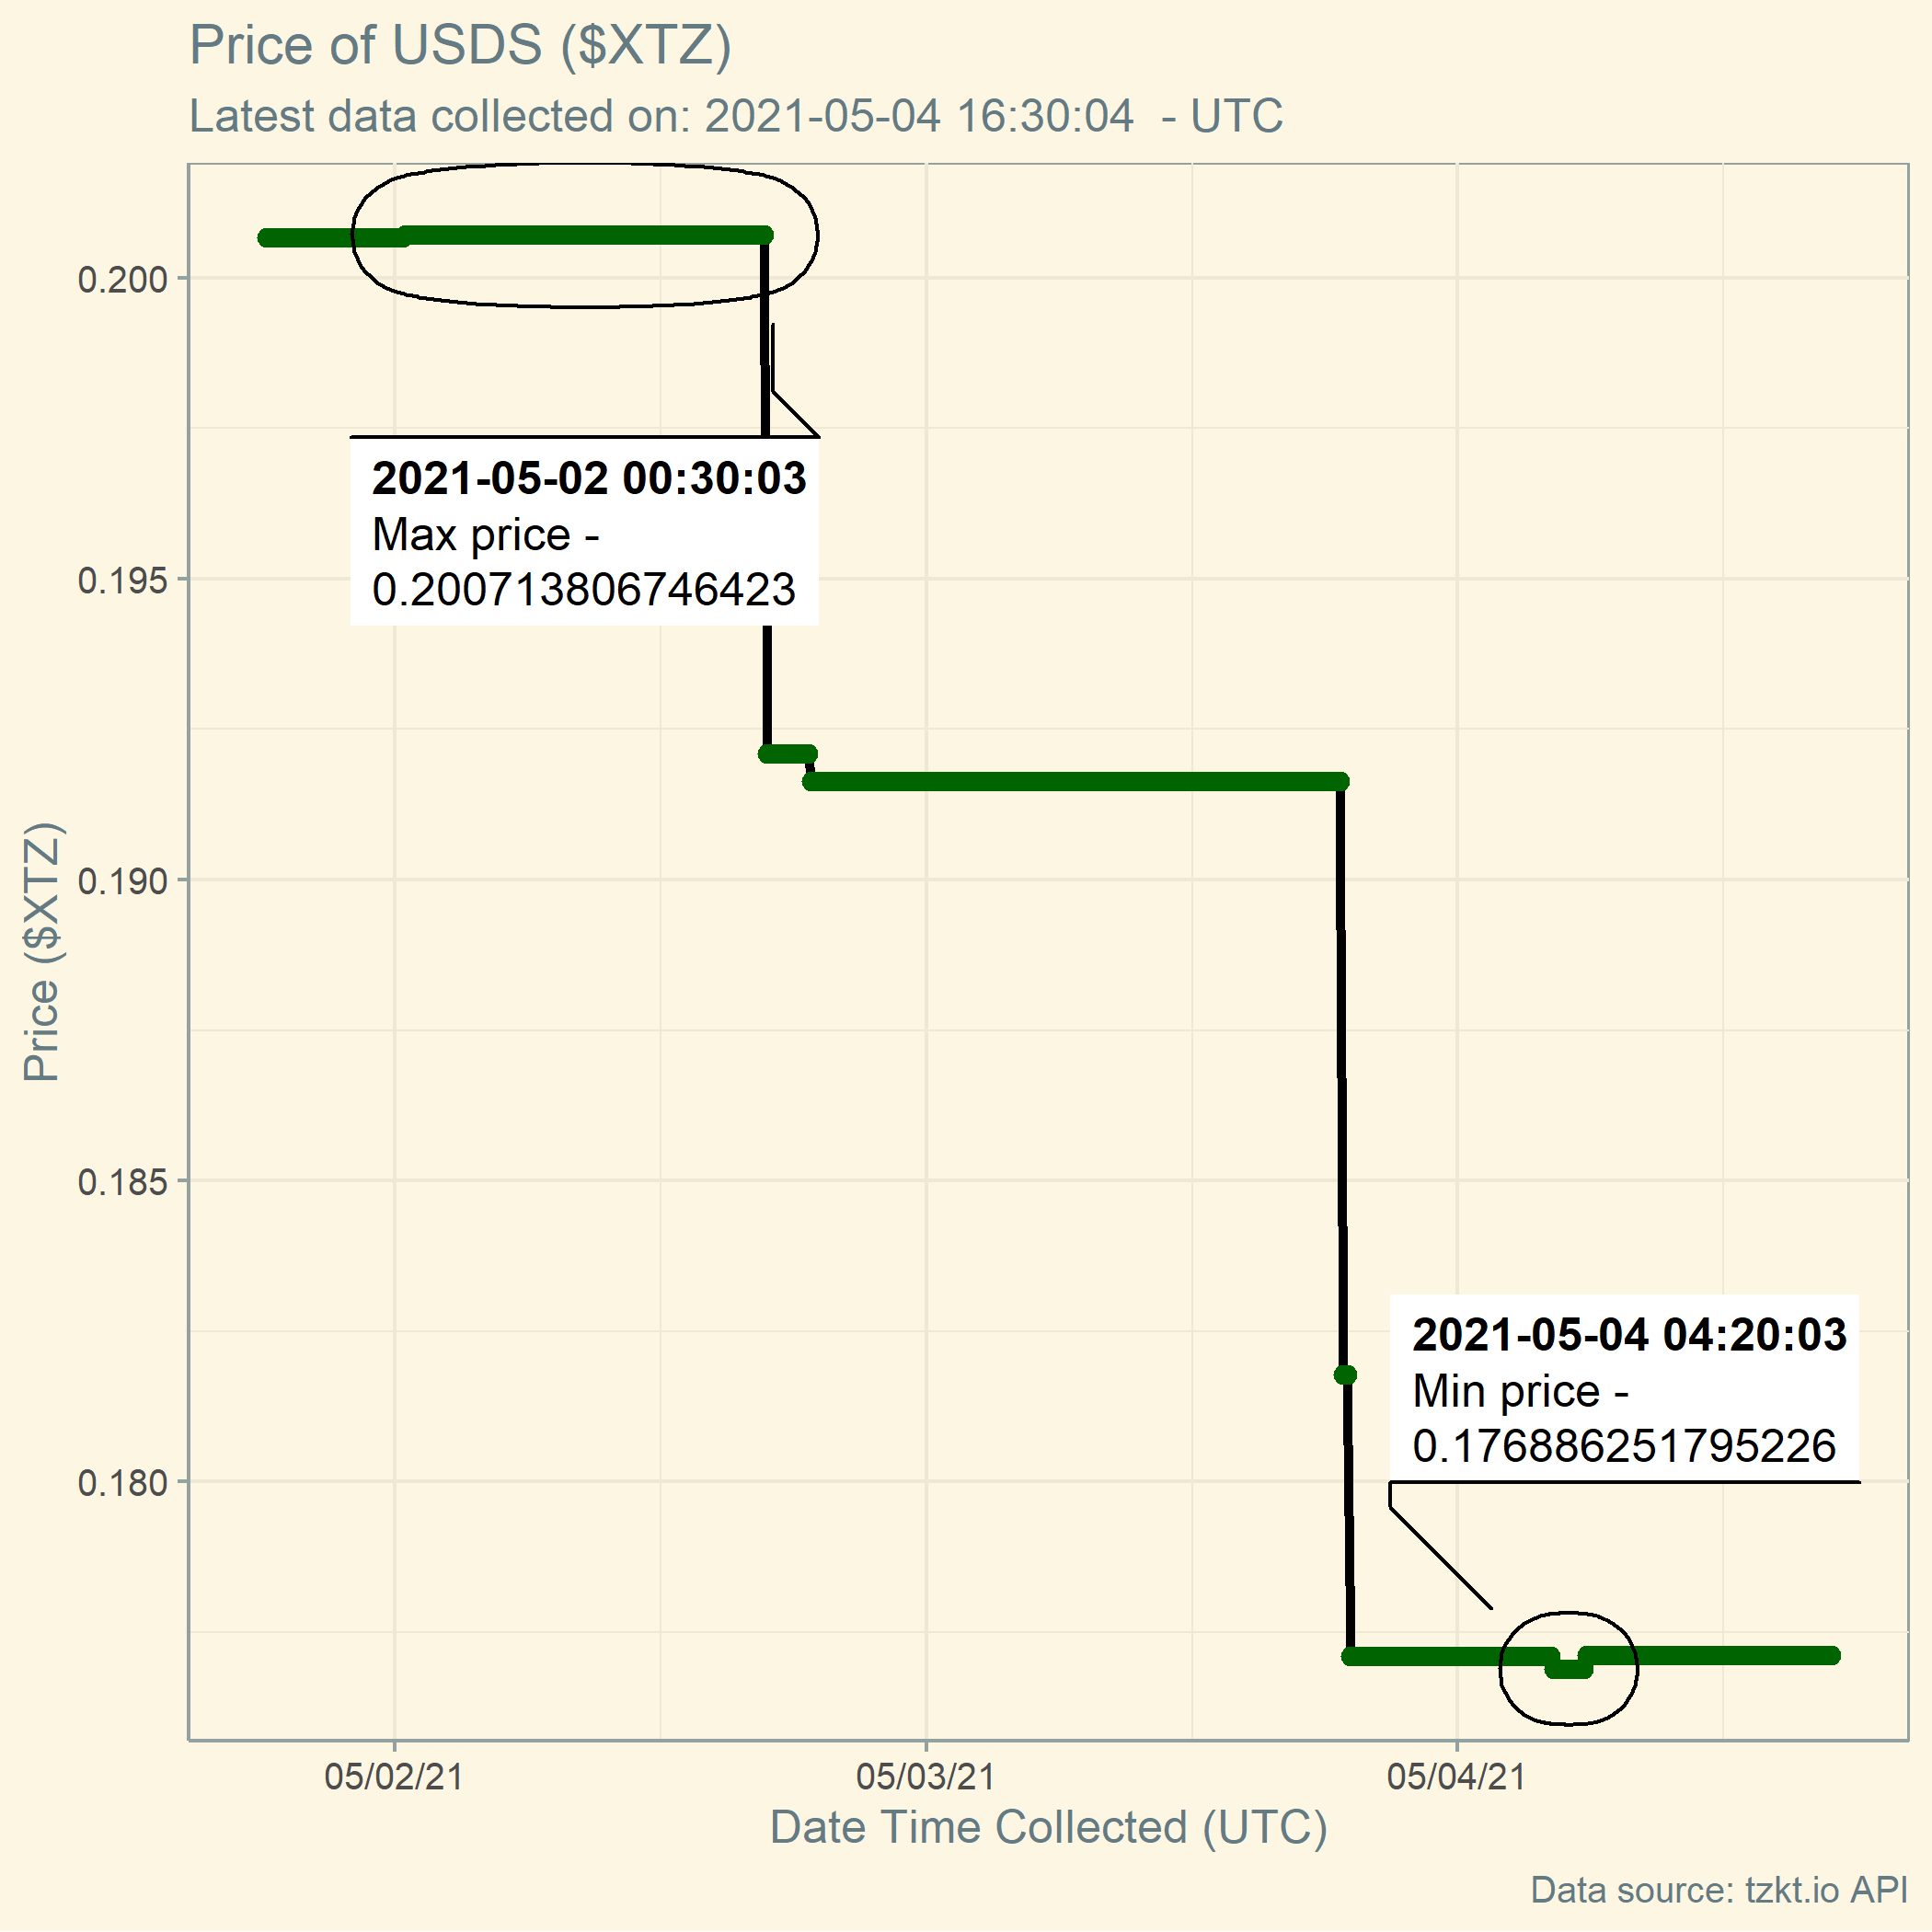 Price of USDS ($XTZ)
Latest data collected on: 2021-05-04 16:30:04  - UTC
0.200
2021-05-02 00:30:03
Max price -
0.200713806746423
0.195
0.190
Price ($XTZ)
0.185
2021-05-04 04:20:03
Min price -
0.176886251795226
0.180
05/02/21
05/03/21
05/04/21
Date Time Collected (UTC)
Data source: tzkt.io API